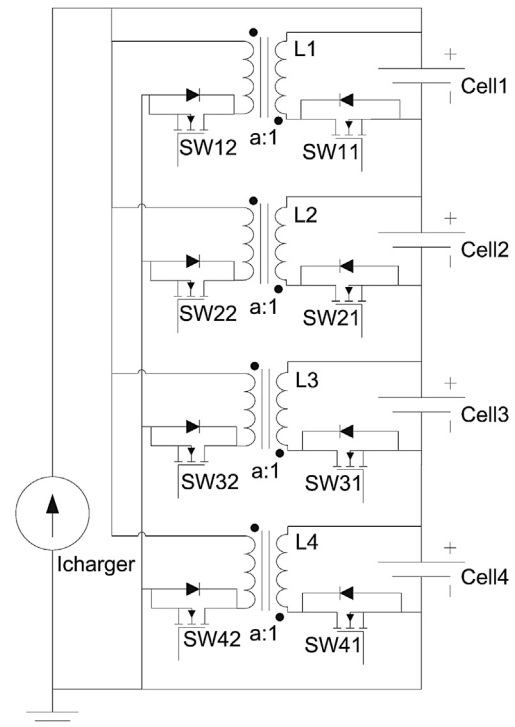 L1
+
Cell1
-
SW12
a:1
SW11
L2
+
Cell2
-
SW22
a:1
SW21
L3
+
Cell3
-
SW32
a:1
SW31
Icharger
L4
+
Cell4
-
SW42
a:1
SW41